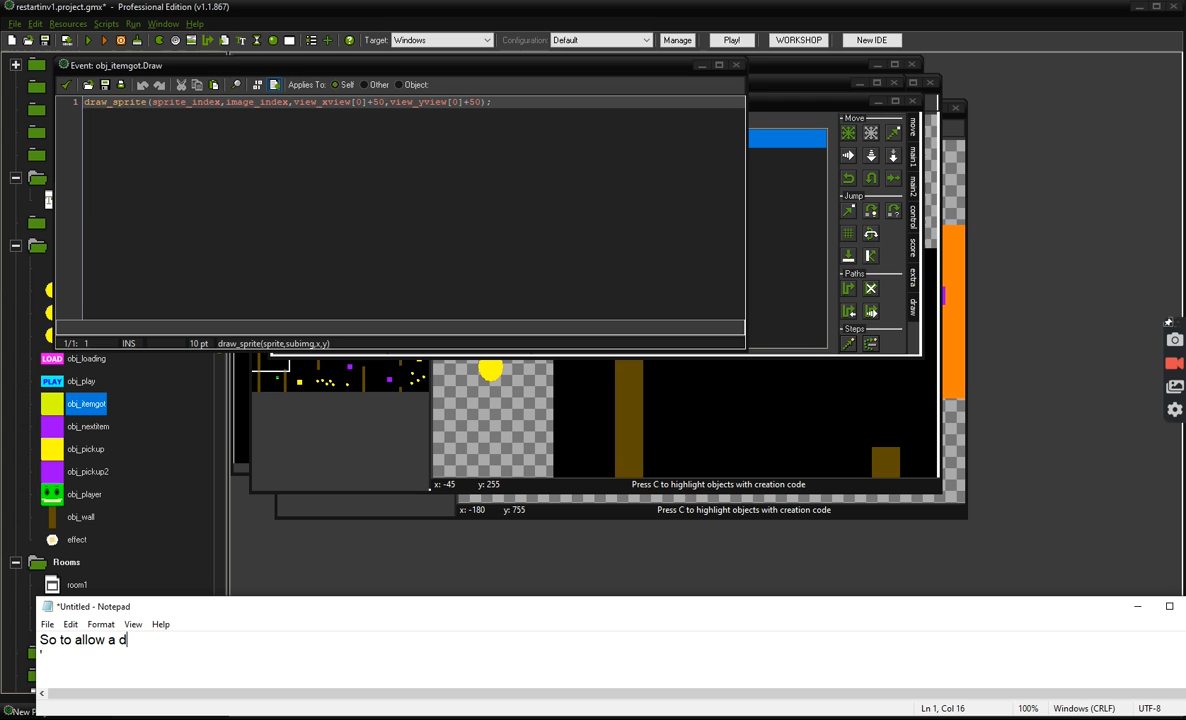 restartinv1.project.gmx* - Professional Edition (v1.1.867)
File Edit Resources Scripts Run Window Help
Target: Windows Configuration: Default Manage Play! WORKSHOP New IDE
Event: obj_itemgot.Draw
Applies To: Self Other Object:
1 draw_sprite(sprite_index,image_index,view_xview[0]+50,view_yview[0]+50);
1/1: 1 INS 10 pt draw_sprite(sprite,subimg,x,y)
Move
Jump
Paths
Steps
move
main1
main2
control
score
extra
draw
LOAD obj_loading
PLAY obj_play
obj_itemgot
obj_nextitem
obj_pickup
obj_pickup2
obj_player
obj_wall
effect
Rooms
room1
x: -45 y: 255 Press C to highlight objects with creation code
x: -180 y: 755 Press C to highlight objects with creation code
*Untitled - Notepad
File Edit Format View Help
So to allow a d
'
Ln 1, Col 16 100% Windows (CRLF) UTF-8